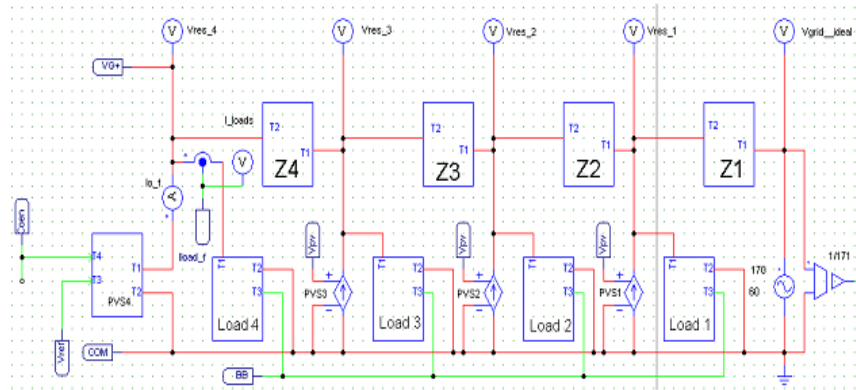 V Vres_4 V Vres_3 V Vres_2 V Vres_1 V Vgrid__ideal
VG+
I_loads
T2 T1 Z4
T2 T1 Z3
T2 T1 Z2
T2 T1 Z1
V
Io_f
A
Coen
Iload_f
Vpv
Vpv
Vpv
T4 T3 T1 T2 PVS4
T1 T2 T3 Load 4
PVS3
T1 T2 T3 Load 3
PVS2
T1 T2 T3 Load 2
PVS1
T1 T2 T3 Load 1
170
60
1/171
Vref
COM
BB